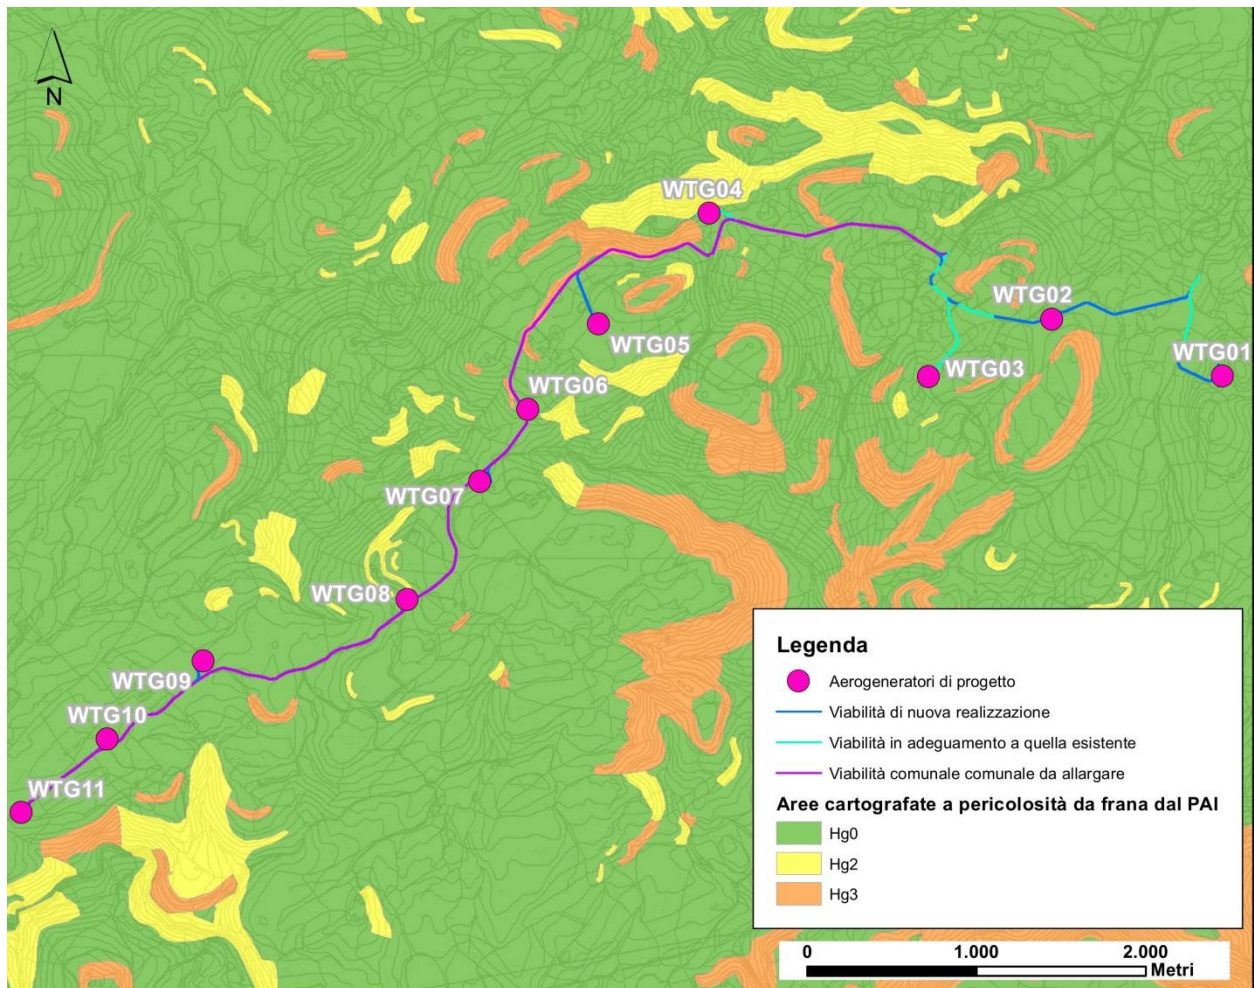 N
WTG04
WTG02
WTG01
WTG05
WTG03
WTG06
WTG07
WTG08
WTG09
WTG10
WTG11
Legenda
Aerogeneratori di progetto
Viabilità di nuova realizzazione
Viabilità in adeguamento a quella esistente
Viabilità comunale comunale da allargare
Aree cartografate a pericolosità da frana dal PAI
Hg0
Hg2
Hg3
0 1.000 2.000
Metri